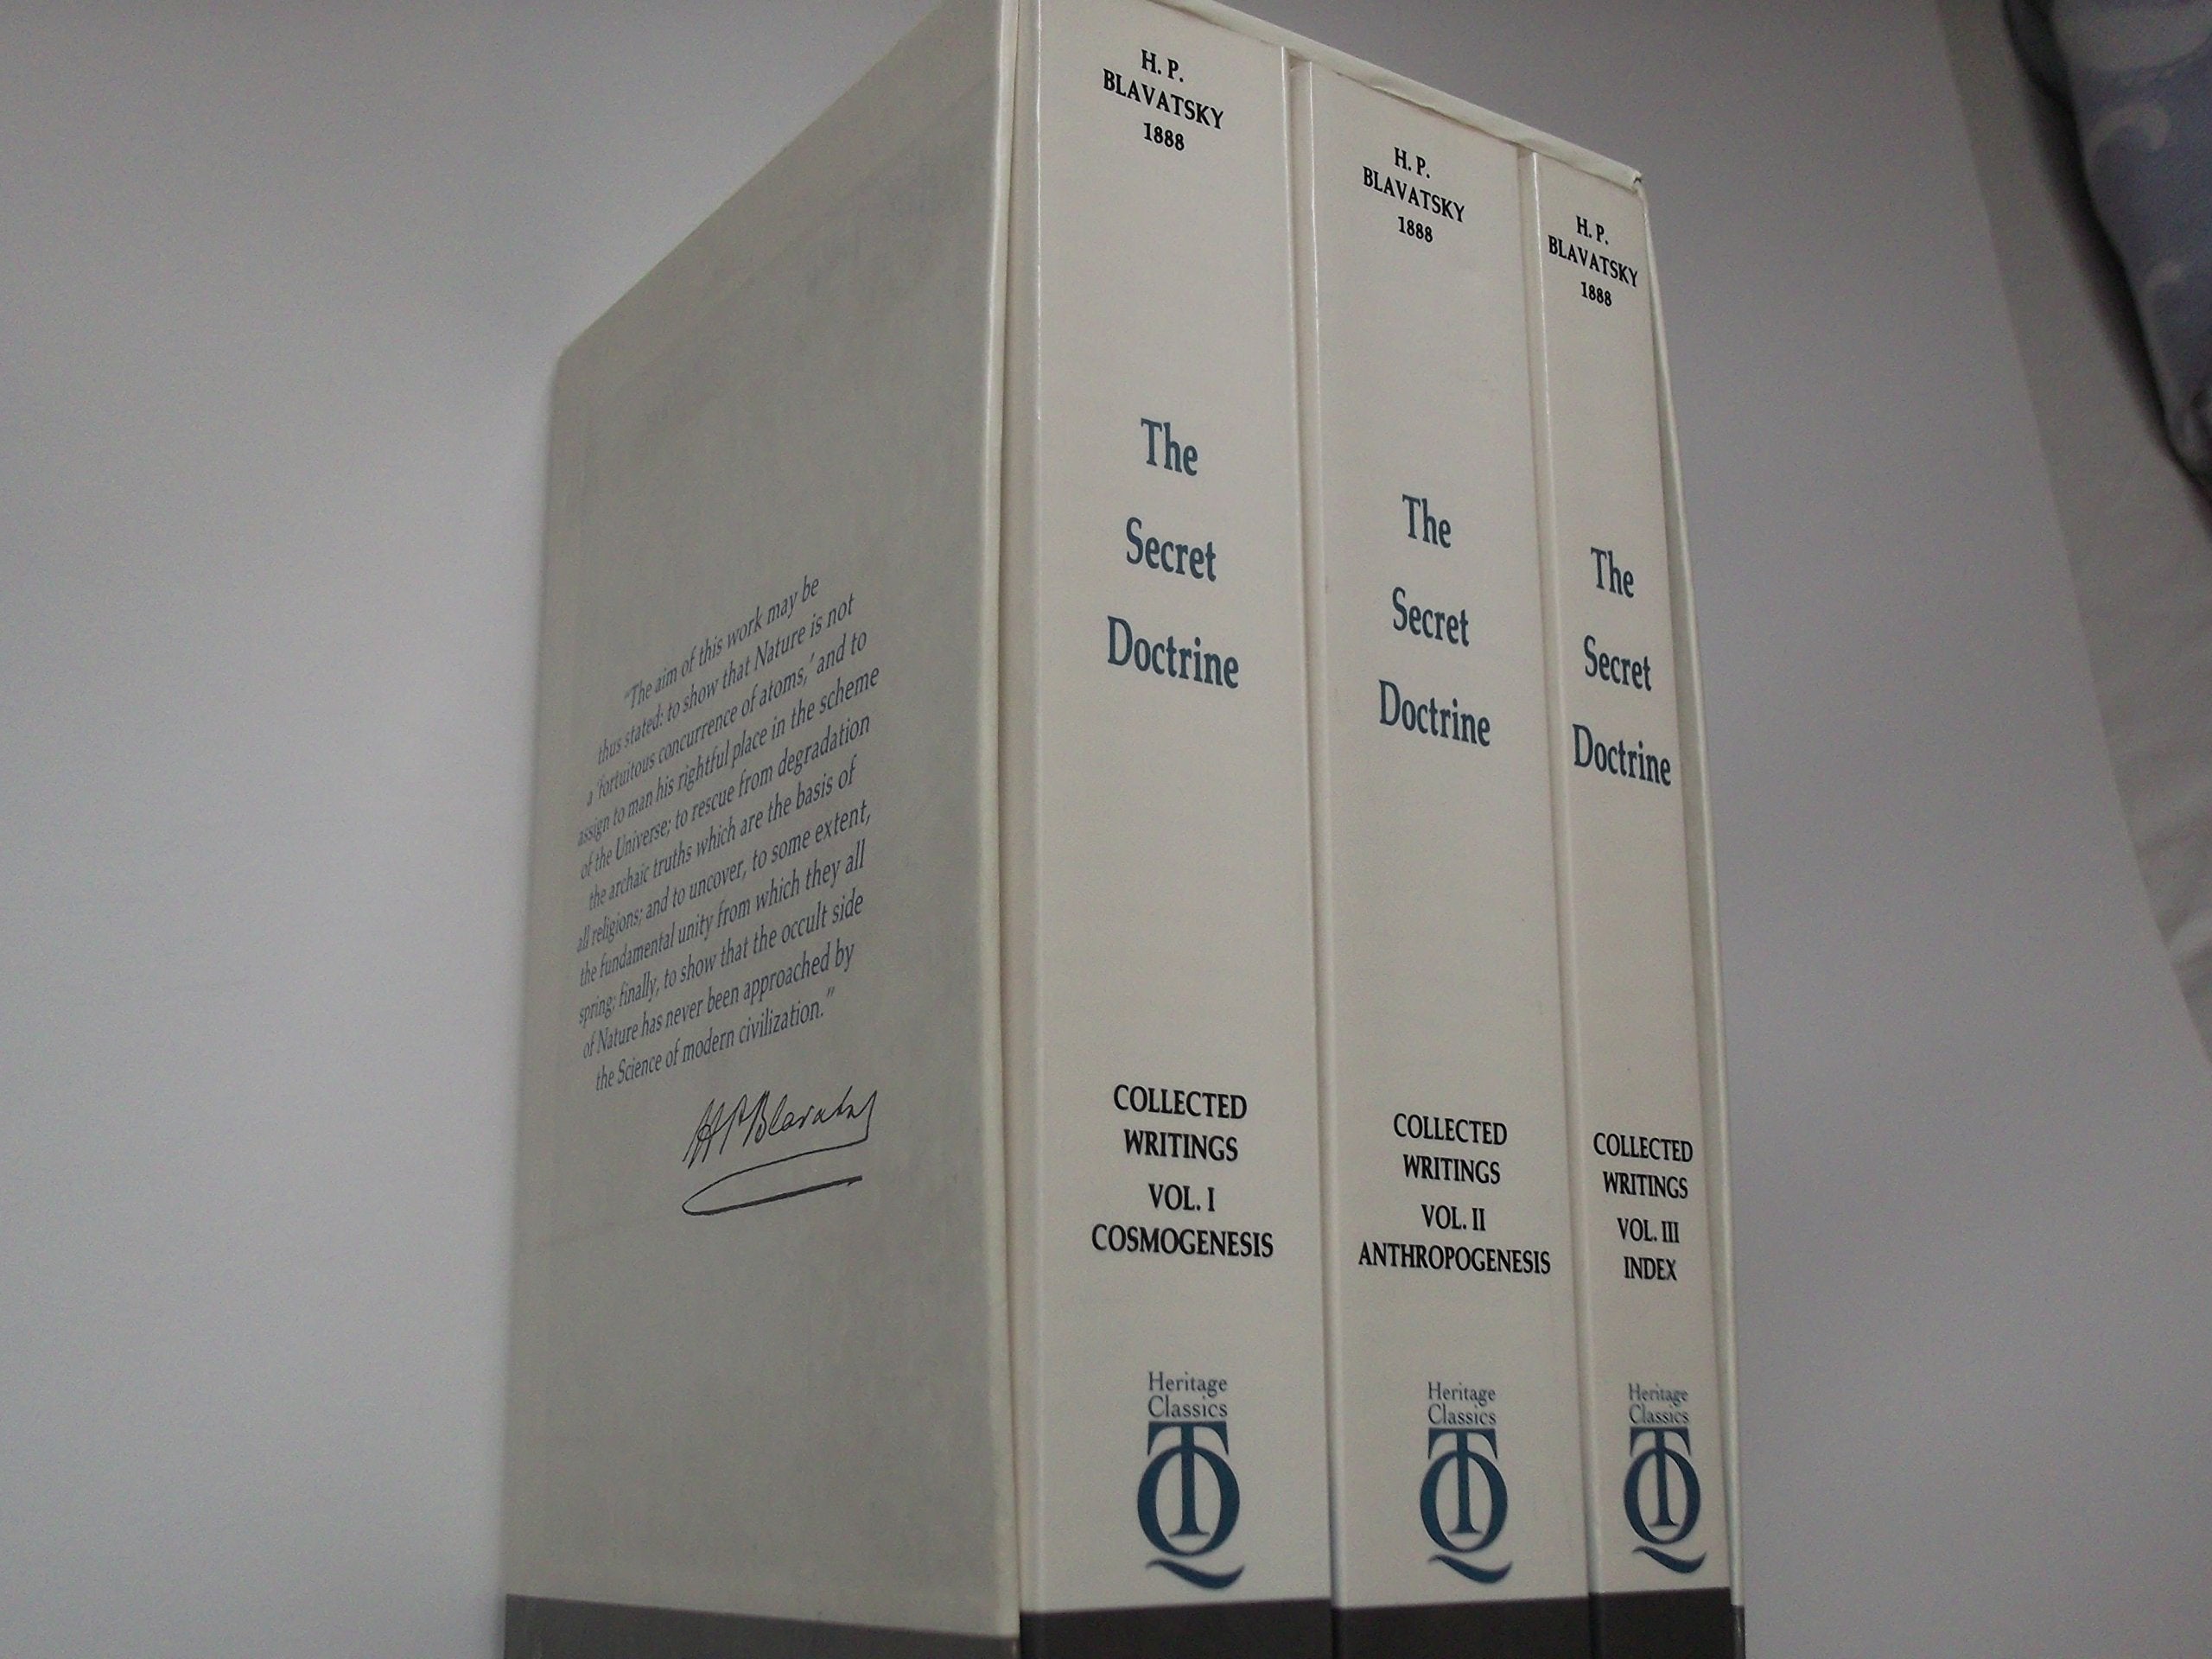 "The aim of this work may be
thus stated: to show that Nature is not
a 'fortuitous concurrence of atoms,' and to
assign to man his rightful place in the scheme
of the Universe; to rescue from degradation
the archaic truths which are the basis of
all religions; and to uncover, to some extent,
the fundamental unity from which they all
spring; finally, to show that the occult side
of Nature has never been approached by
the Science of modern civilization."
H P Blavatsky
H. P.
BLAVATSKY
1888
The
Secret
Doctrine
COLLECTED
WRITINGS
VOL. I
COSMOGENESIS
Heritage
Classics
TQ
H. P.
BLAVATSKY
1888
The
Secret
Doctrine
COLLECTED
WRITINGS
VOL. II
ANTHROPOGENESIS
Heritage
Classics
TQ
H. P.
BLAVATSKY
1888
The
Secret
Doctrine
COLLECTED
WRITINGS
VOL. III
INDEX
Heritage
Classics
TQ